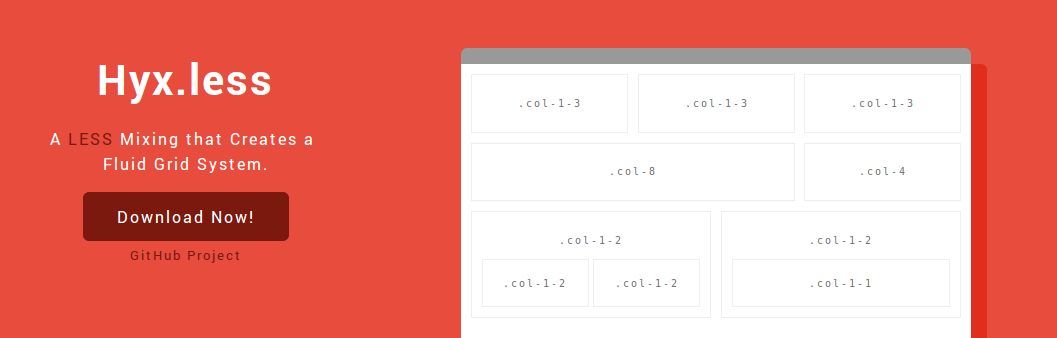 Hyx.less
A LESS Mixing that Creates a
Fluid Grid System.
Download Now!
GitHub Project
.col-1-3 .col-1-3 .col-1-3
.col-8 .col-4
.col-1-2 .col-1-2
.col-1-2 .col-1-2 .col-1-1